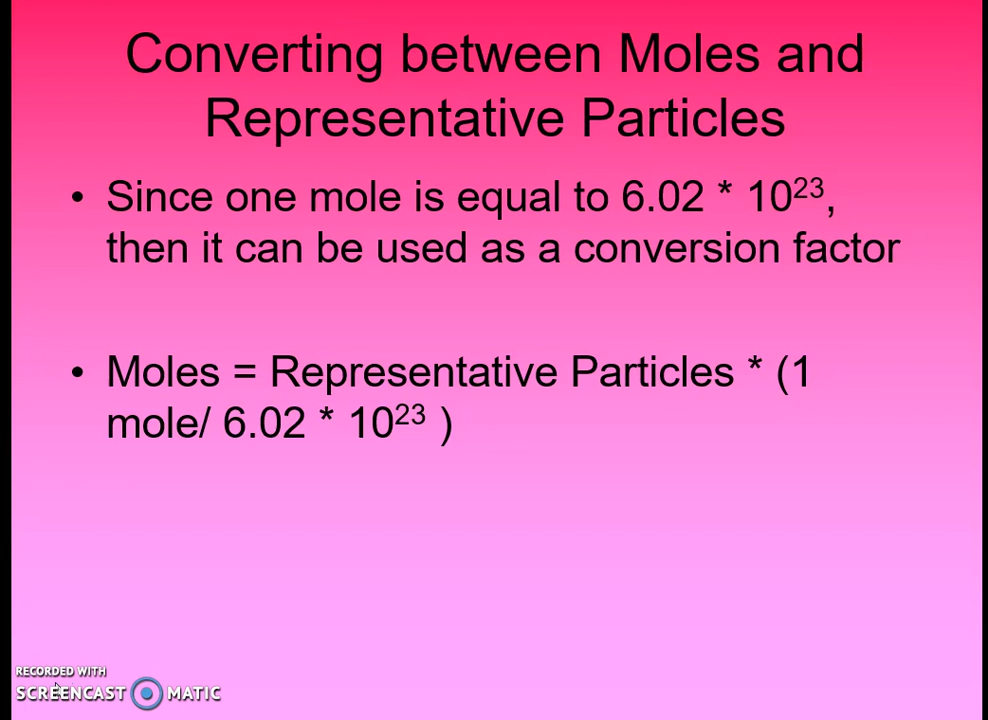 Converting between Moles and
Representative Particles
• Since one mole is equal to 6.02 * 10²³,
then it can be used as a conversion factor
• Moles = Representative Particles * (1
mole/ 6.02 * 10²³ )
RECORDED WITH
SCREENCAST MATIC